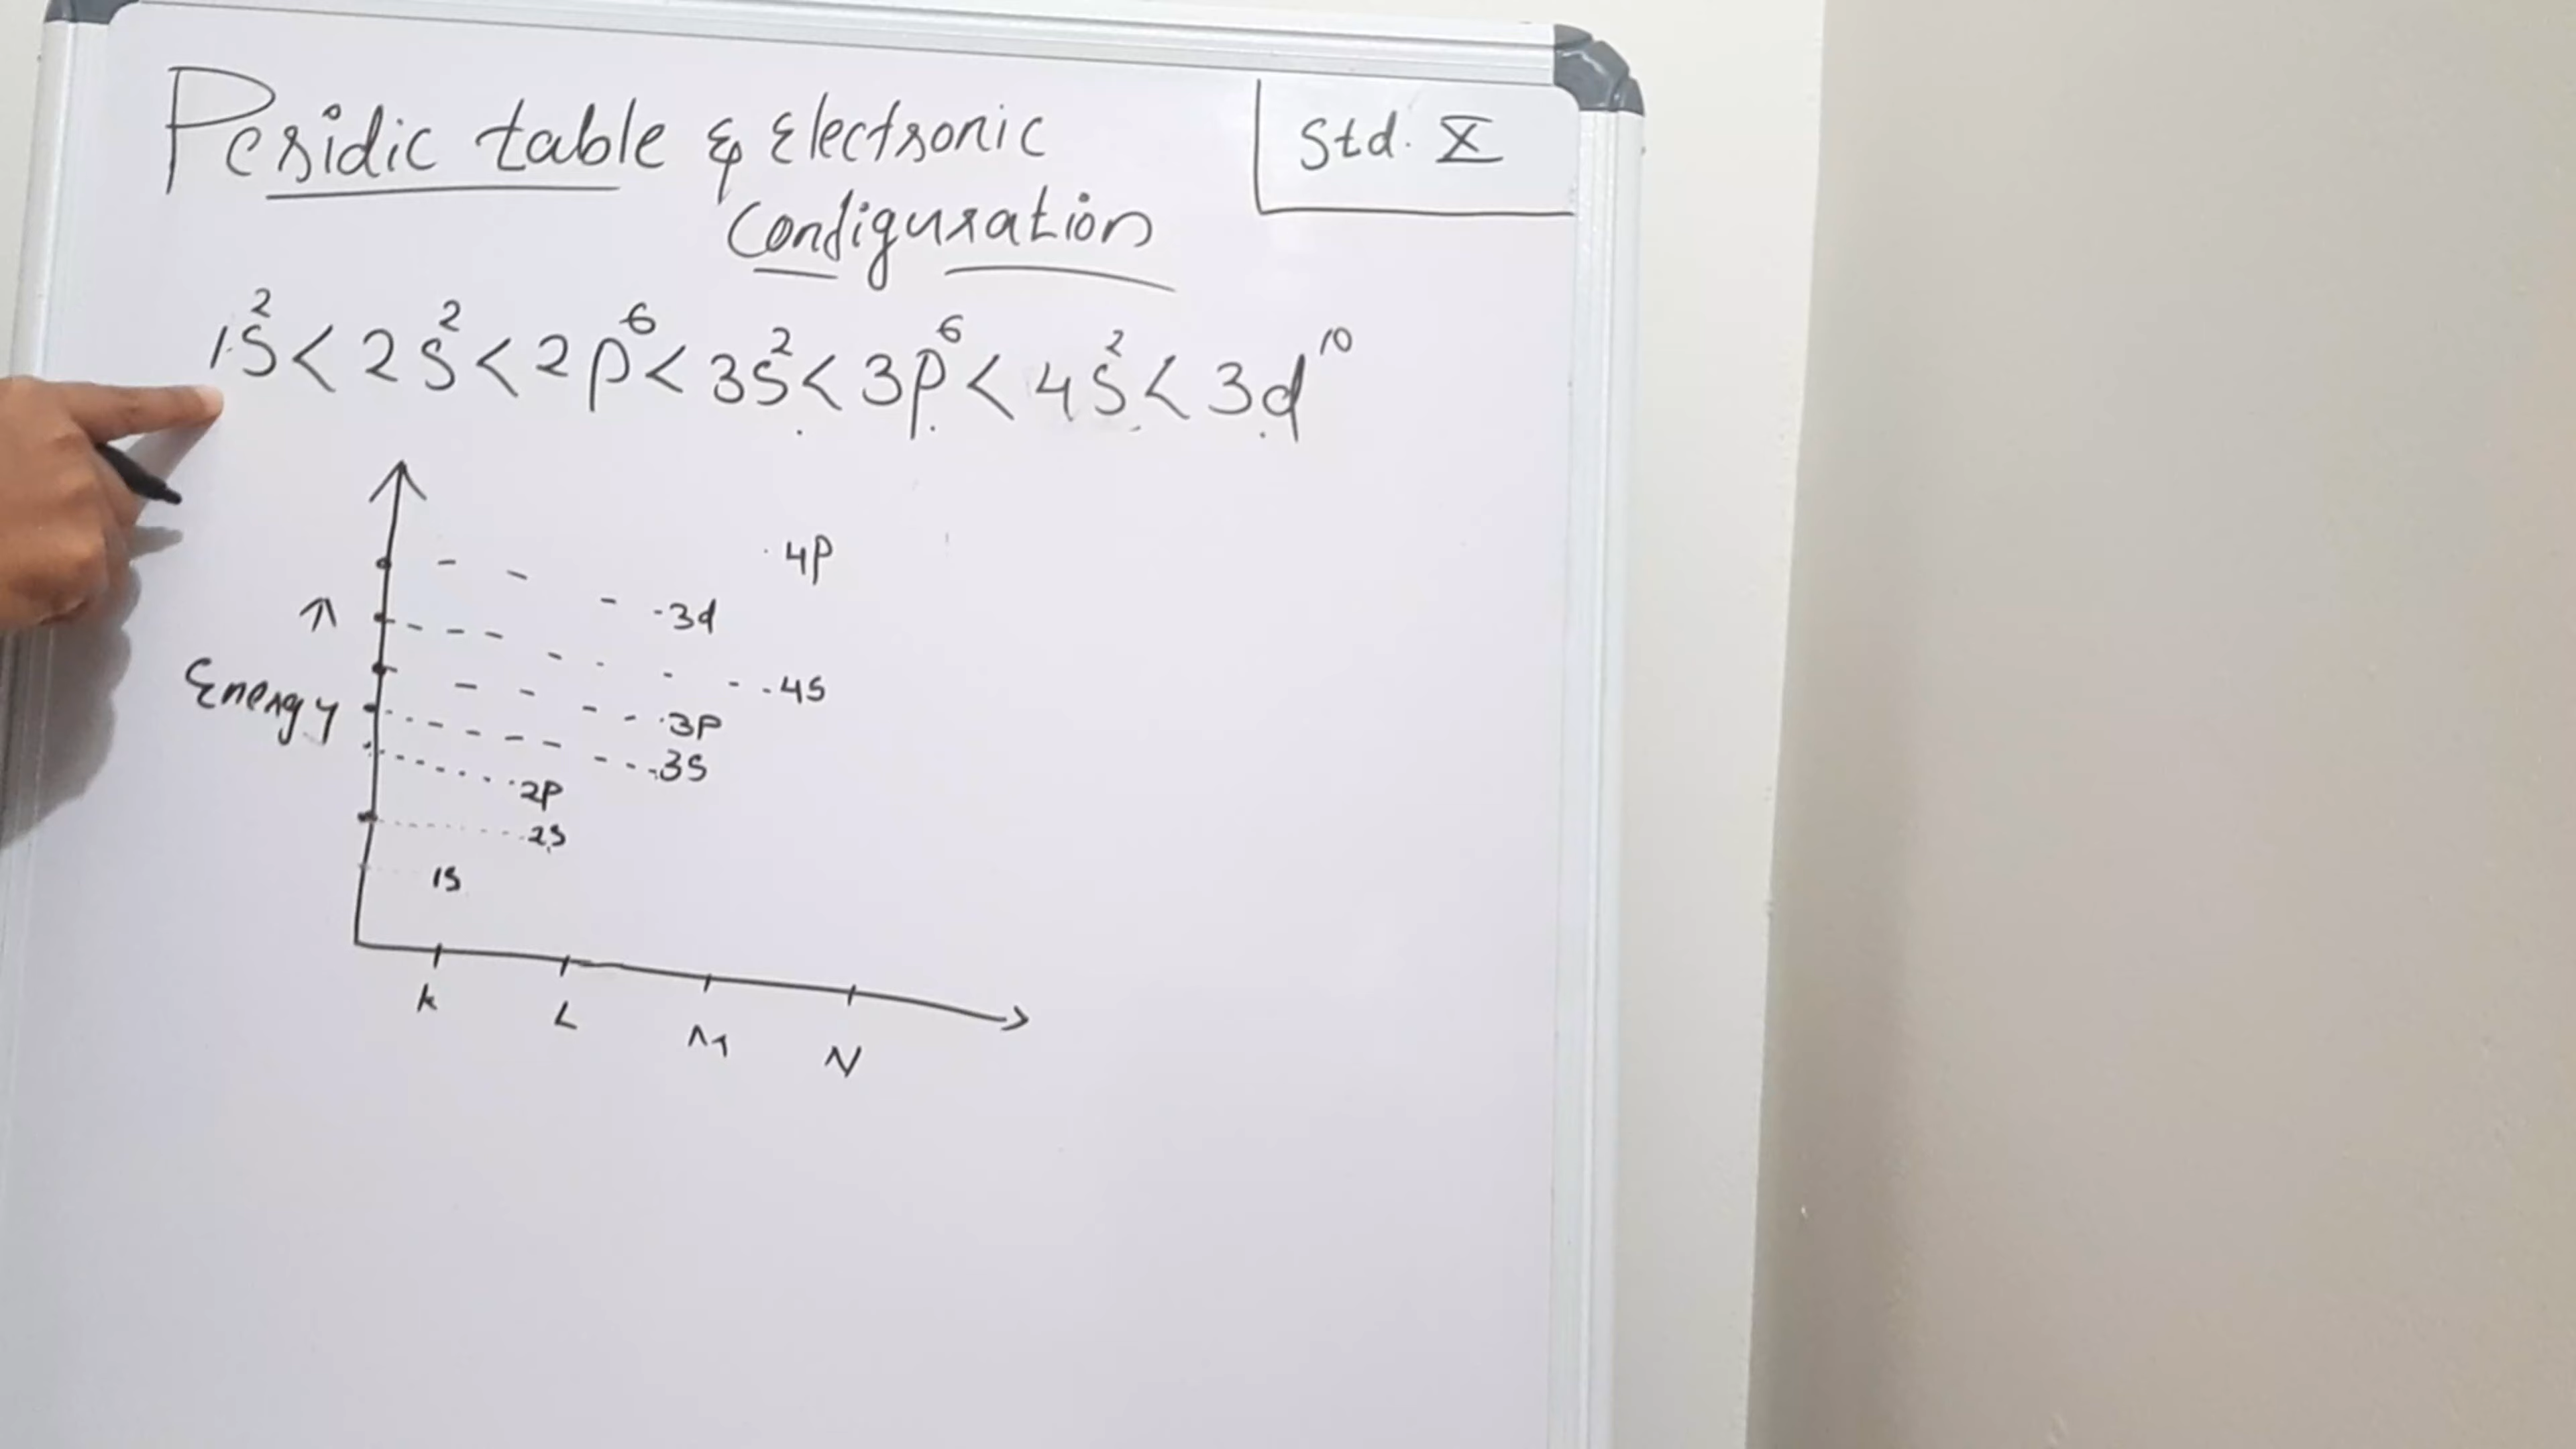 Peridic table & Electronic
Configuration
Std. X
1s² < 2s² < 2p⁶ < 3s² < 3p⁶ < 4s² < 3d¹⁰
4p
3d
4s
Energy
3p
3s
2p
2s
1s
K L M N